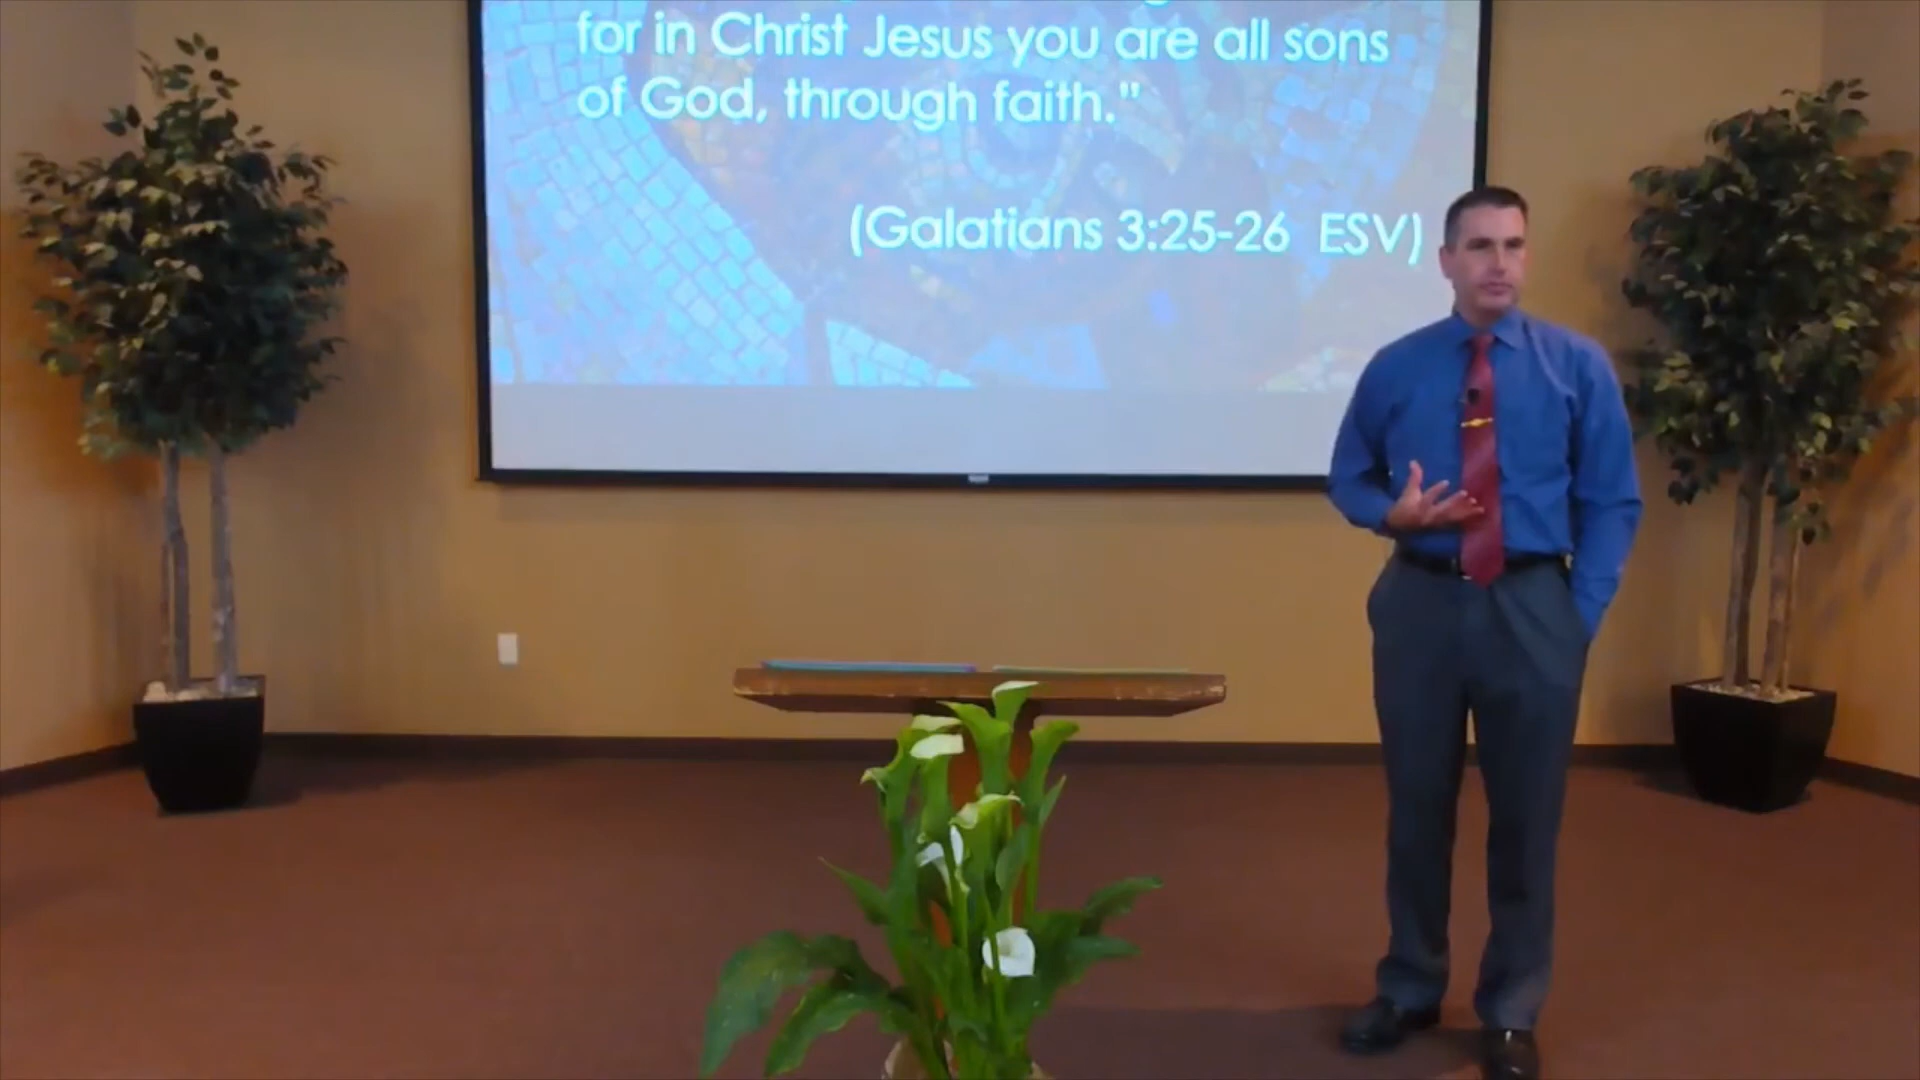 for in Christ Jesus you are all sons
of God, through faith."
(Galatians 3:25-26 ESV)